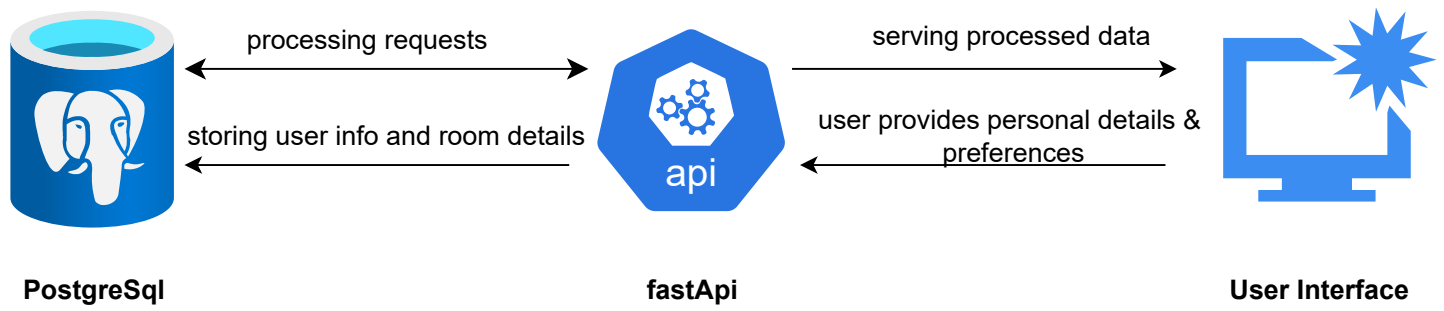 processing requests
serving processed data
storing user info and room details
user provides personal details &
preferences
api
PostgreSql
fastApi
User Interface